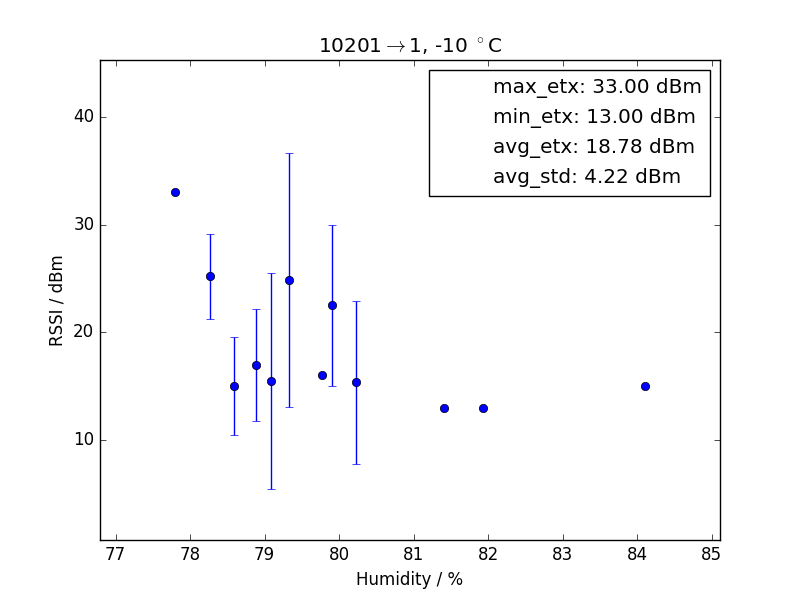 10201→1, -10 °C
max_etx: 33.00 dBm
min_etx: 13.00 dBm
avg_etx: 18.78 dBm
avg_std: 4.22 dBm
RSSI / dBm
40
30
20
10
77 78 79 80 81 82 83 84 85
Humidity / %